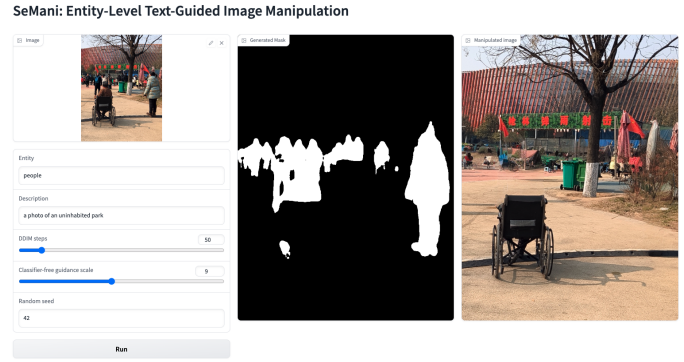 SeMani: Entity-Level Text-Guided Image Manipulation
Image
Generated Mask
Manipulated image
Entity
people
Description
a photo of an uninhabited park
DDIM steps
50
Classifier-free guidance scale
9
Random seed
42
Run